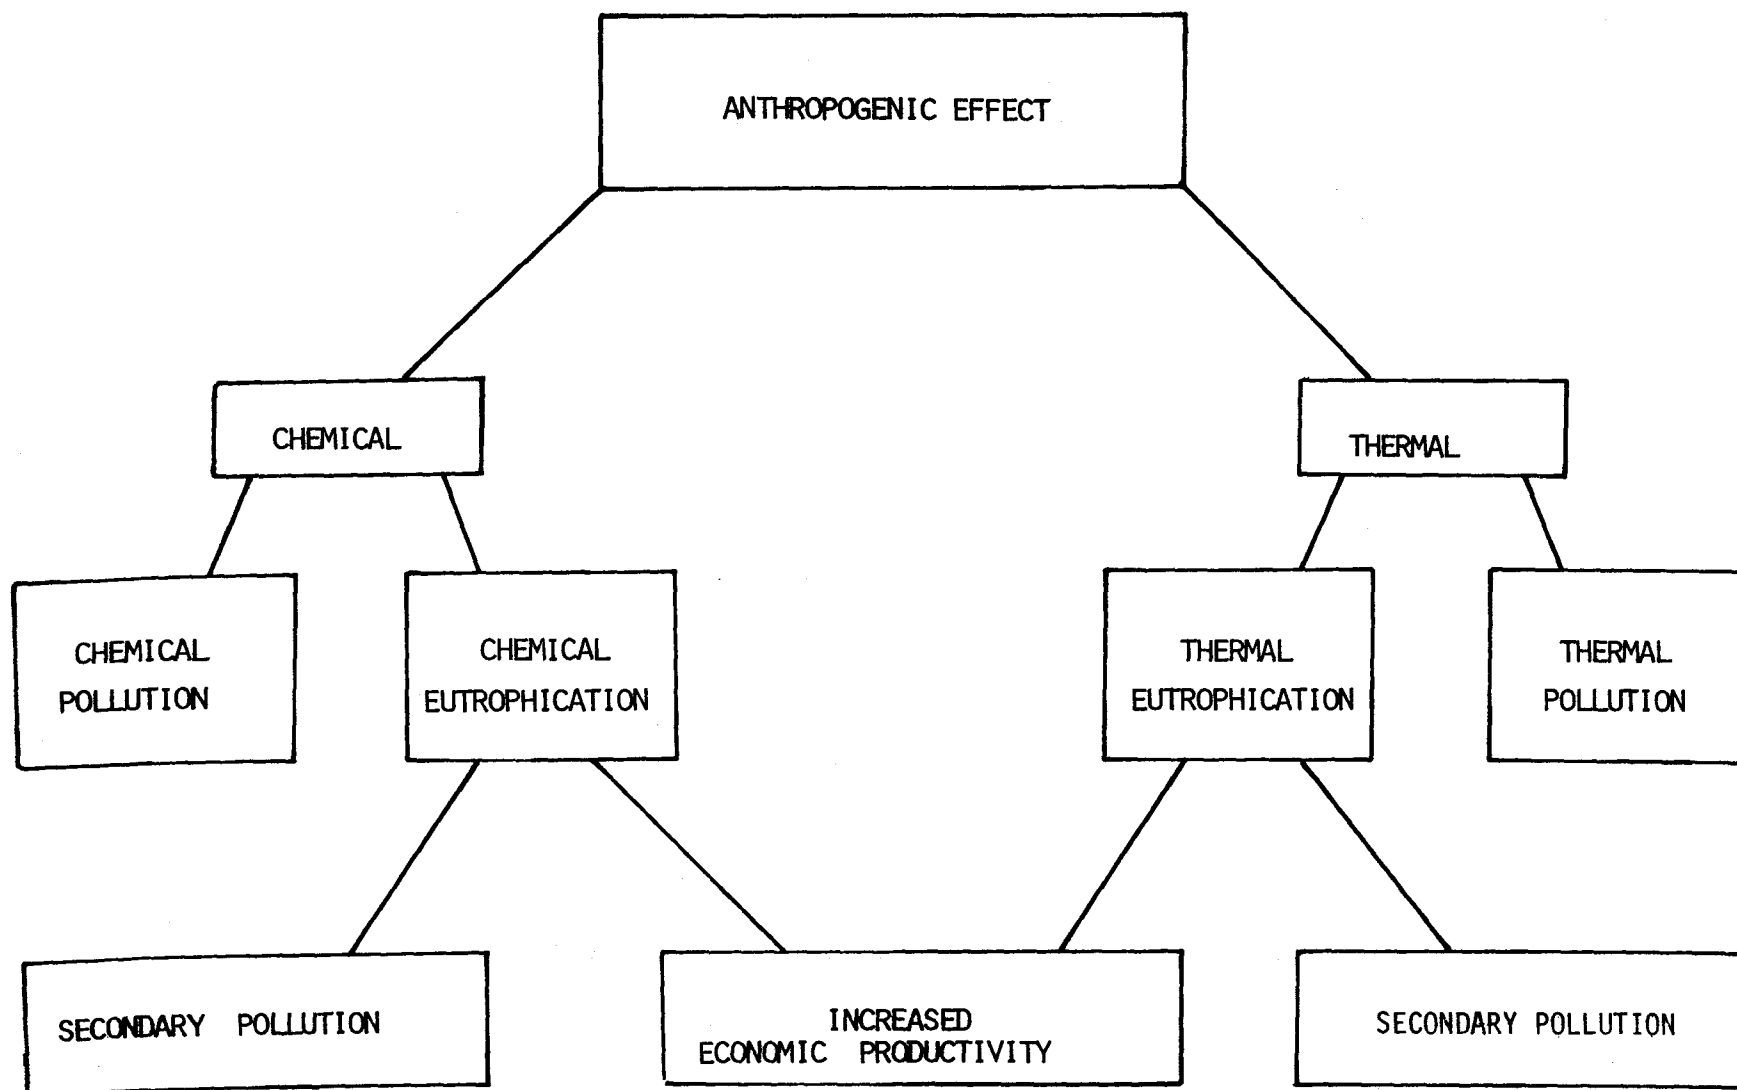 ANTHROPOGENIC EFFECT
CHEMICAL
THERMAL
CHEMICAL
POLLUTION
CHEMICAL
EUTROPHICATION
THERMAL
EUTROPHICATION
THERMAL
POLLUTION
SECONDARY POLLUTION
INCREASED
ECONOMIC PRODUCTIVITY
SECONDARY POLLUTION